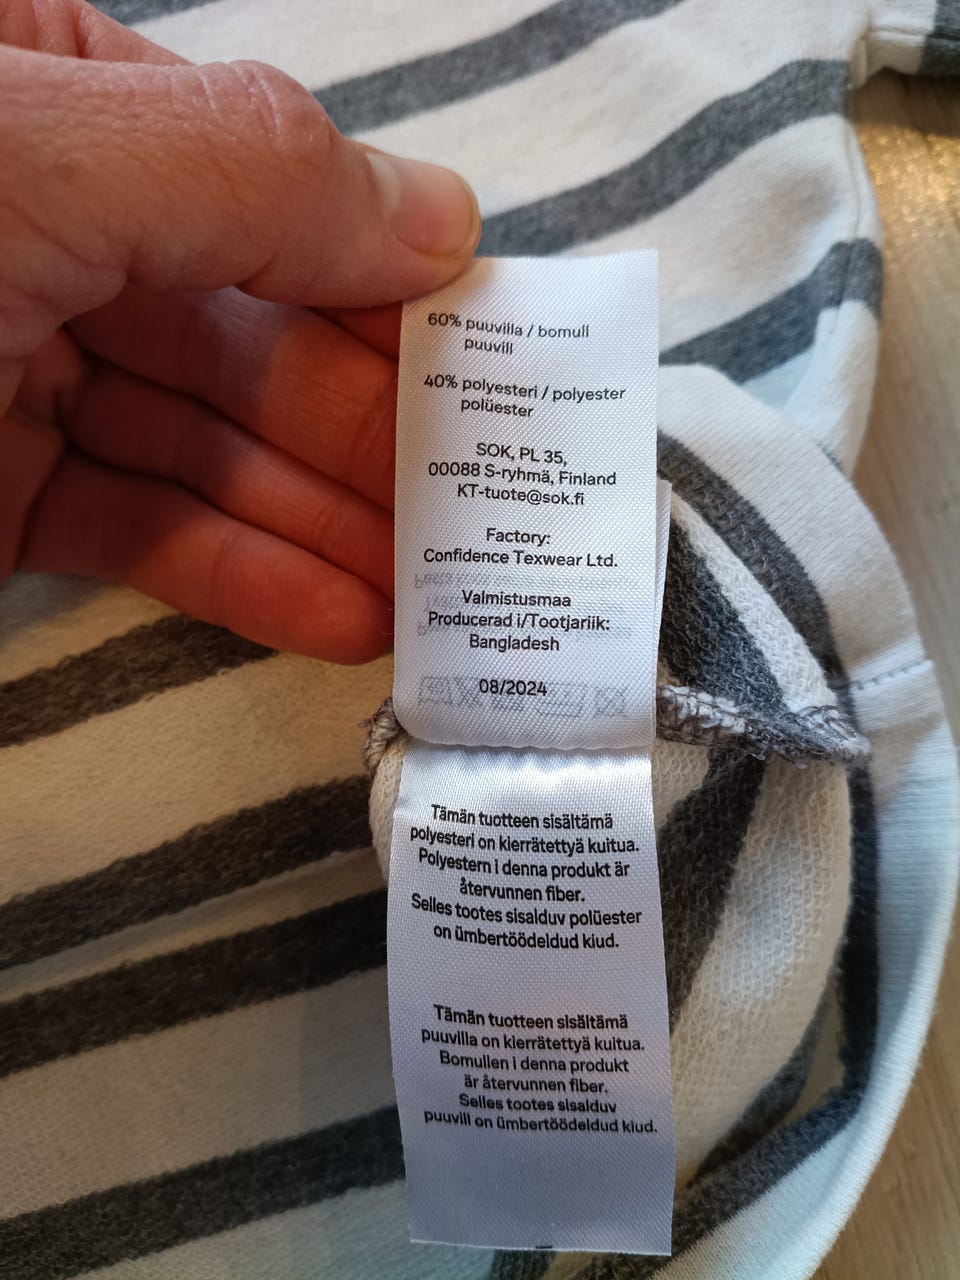 60% puuvilla / bomull
puuvill
40% polyesteri / polyester
polüester
SOK, PL 35,
00088 S-ryhmä, Finland
KT-tuote@sok.fi
Factory:
Confidence Texwear Ltd.
Valmistusmaa
Producerad i/Tootjariik:
Bangladesh
08/2024
Tämän tuotteen sisältämä
polyesteri on kierrätettyä kuitua.
Polyestern i denna produkt är
återvunnen fiber.
Selles tootes sisalduv polüester
on ümbertöödeldud kiud.
Tämän tuotteen sisältämä
puuvilla on kierrätettyä kuitua.
Bomullen i denna produkt
är återvunnen fiber.
Selles tootes sisalduv
puuvill on ümbertöödeldud kiud.